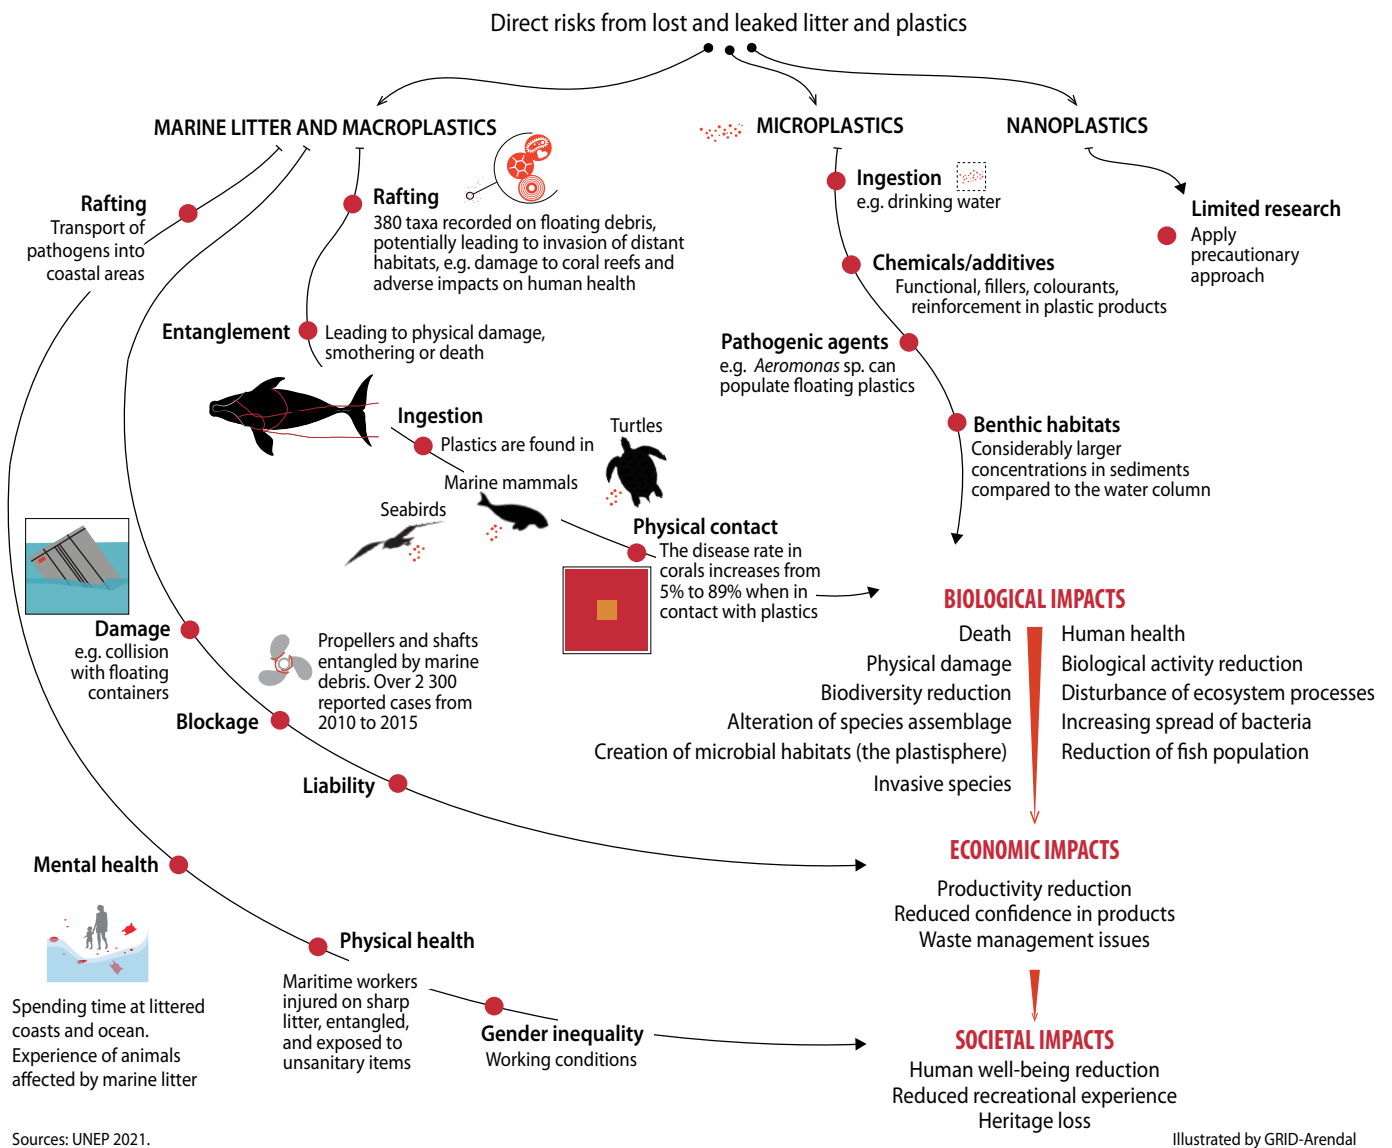 Direct risks from lost and leaked litter and plastics
MARINE LITTER AND MACROPLASTICS
MICROPLASTICS
NANOPLASTICS
Rafting
Transport of
pathogens into
coastal areas
Rafting
380 taxa recorded on floating debris,
potentially leading to invasion of distant
habitats, e.g. damage to coral reefs and
adverse impacts on human health
Entanglement
Leading to physical damage,
smothering or death
Ingestion
Plastics are found in
Turtles
Marine mammals
Seabirds
Physical contact
The disease rate in
corals increases from
5% to 89% when in
contact with plastics
Ingestion
e.g. drinking water
Chemicals/additives
Functional, fillers, colourants,
reinforcement in plastic products
Pathogenic agents
e.g. Aeromonas sp. can
populate floating plastics
Benthic habitats
Considerably larger
concentrations in sediments
compared to the water column
Limited research
Apply
precautionary
approach
Damage
e.g. collision
with floating
containers
Propellers and shafts
entangled by marine
debris. Over 2 300
reported cases from
2010 to 2015
Blockage
Liability
Mental health
Spending time at littered
coasts and ocean.
Experience of animals
affected by marine litter
Physical health
Maritime workers
injured on sharp
litter, entangled,
and exposed to
unsanitary items
Gender inequality
Working conditions
BIOLOGICAL IMPACTS
Death
Physical damage
Biodiversity reduction
Alteration of species assemblage
Creation of microbial habitats (the plastisphere)
Invasive species
Human health
Biological activity reduction
Disturbance of ecosystem processes
Increasing spread of bacteria
Reduction of fish population
ECONOMIC IMPACTS
Productivity reduction
Reduced confidence in products
Waste management issues
SOCIETAL IMPACTS
Human well-being reduction
Reduced recreational experience
Heritage loss
Sources: UNEP 2021.
Illustrated by GRID-Arendal